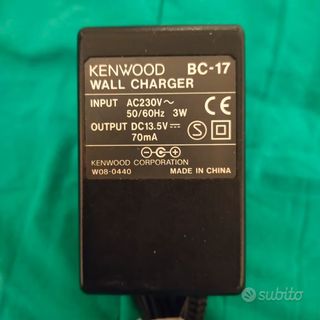 KENWOOD BC-17
WALL CHARGER
INPUT AC230V~
50/60Hz 3W
OUTPUT DC13.5V⎓
70mA
KENWOOD CORPORATION
W08-0440 MADE IN CHINA
CE
S
subito